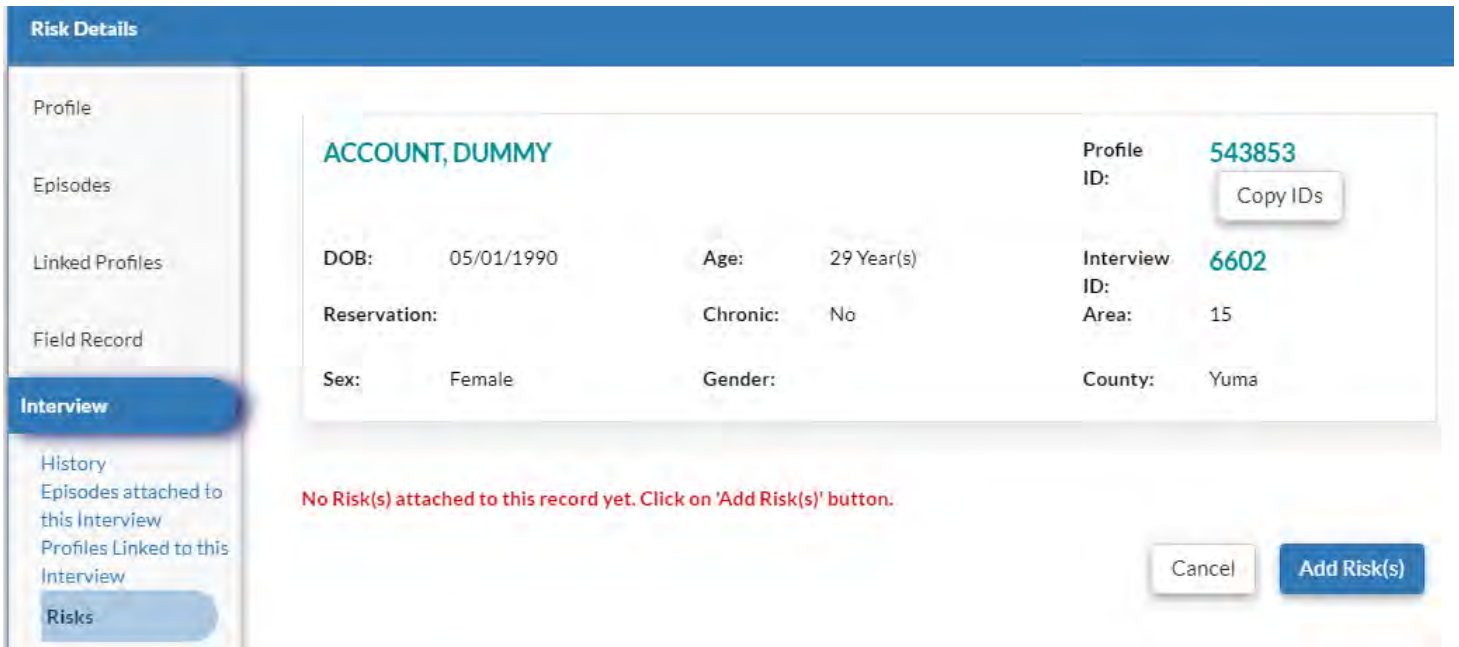 Risk Details
Profile
Episodes
Linked Profiles
Field Record
Interview
History
Episodes attached to
this Interview
Profiles Linked to this
Interview
Risks
ACCOUNT, DUMMY
Profile
ID:
543853
Copy IDs
DOB: 05/01/1990 Age: 29 Year(s) Interview
ID:
6602
Reservation: Chronic: No Area: 15
Sex: Female Gender: County: Yuma
No Risk(s) attached to this record yet. Click on 'Add Risk(s)' button.
Cancel Add Risk(s)